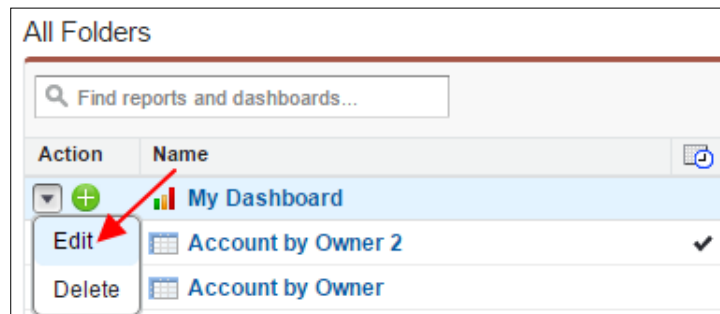 All Folders
Find reports and dashboards...
Action Name
My Dashboard
Edit Account by Owner 2
Delete Account by Owner